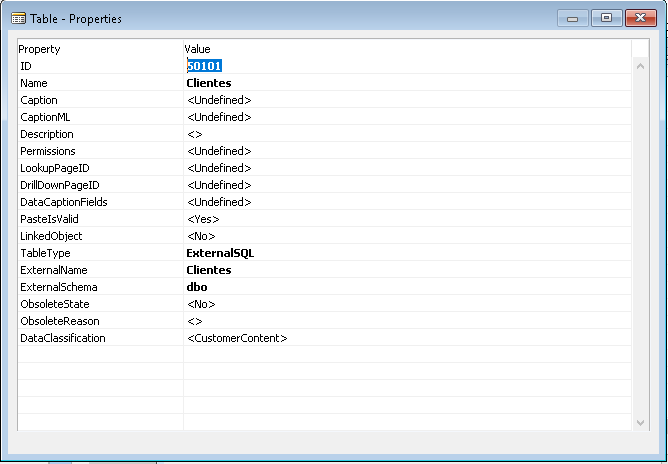 Table - Properties
Property Value
ID 50101
Name Clientes
Caption <Undefined>
CaptionML <Undefined>
Description <>
Permissions <Undefined>
LookupPageID <Undefined>
DrillDownPageID <Undefined>
DataCaptionFields <Undefined>
PasteIsValid <Yes>
LinkedObject <No>
TableType ExternalSQL
ExternalName Clientes
ExternalSchema dbo
ObsoleteState <No>
ObsoleteReason <>
DataClassification <CustomerContent>